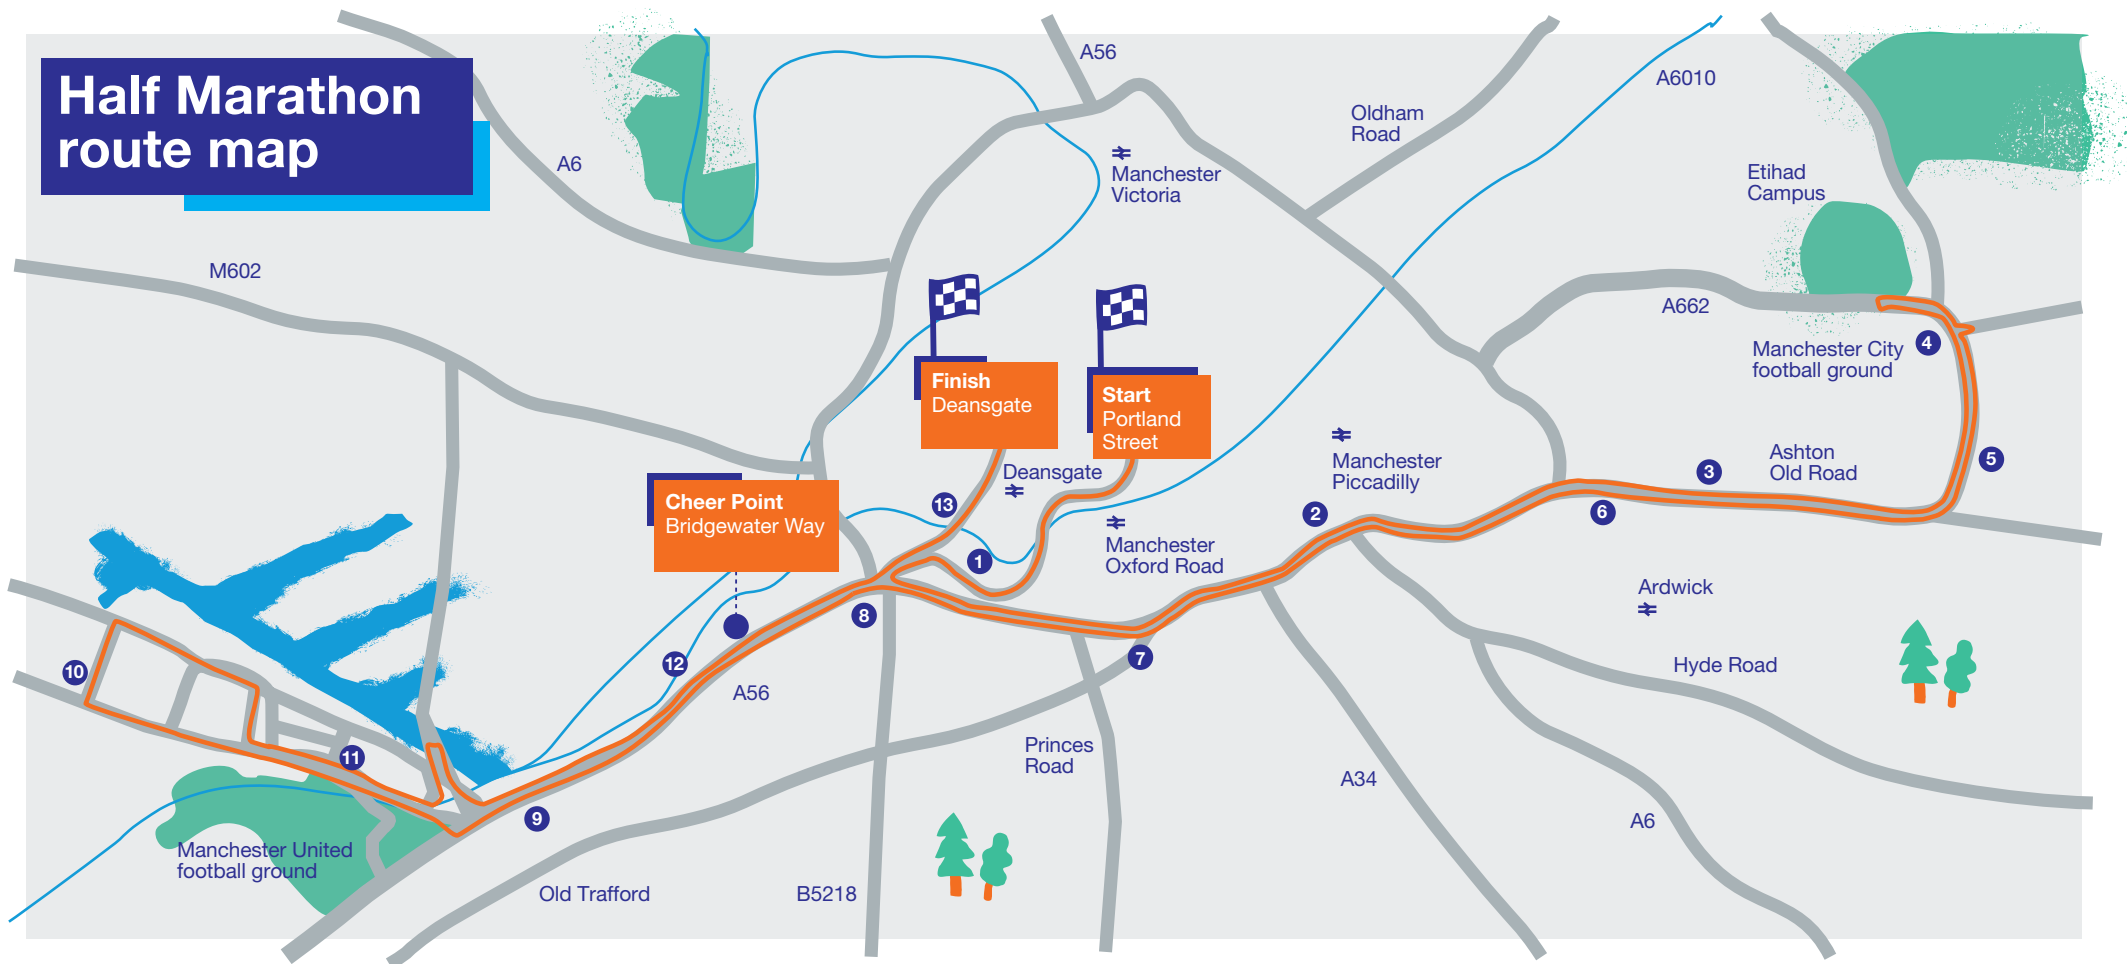 Half Marathon
route map
A56
A6010
Oldham
Road
A6
Manchester
Victoria
Etihad
Campus
M602
A662
Manchester City
football ground
4
Finish
Deansgate
Start
Portland
Street
Deansgate
Manchester
Piccadilly
Ashton
Old Road
3
5
Cheer Point
Bridgewater Way
13
2
6
Manchester
Oxford Road
1
Ardwick
8
7
12
10
Hyde Road
A56
11
Princes
Road
A34
9
A6
Manchester United
football ground
Old Trafford
B5218